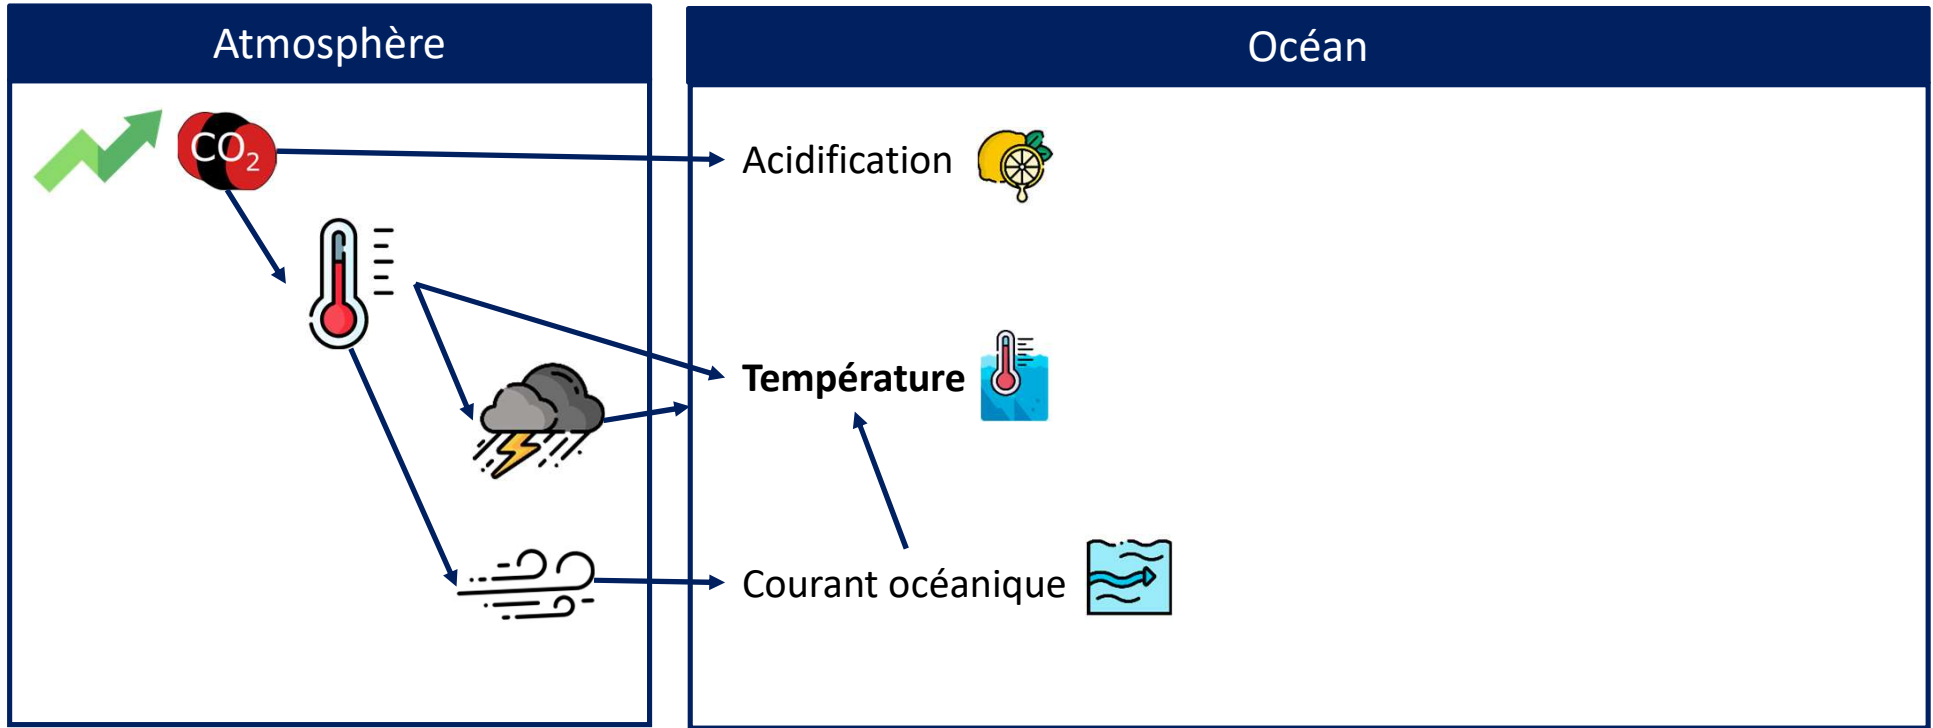 Atmosphère
Océan
CO₂
Acidification
Température
Courant océanique